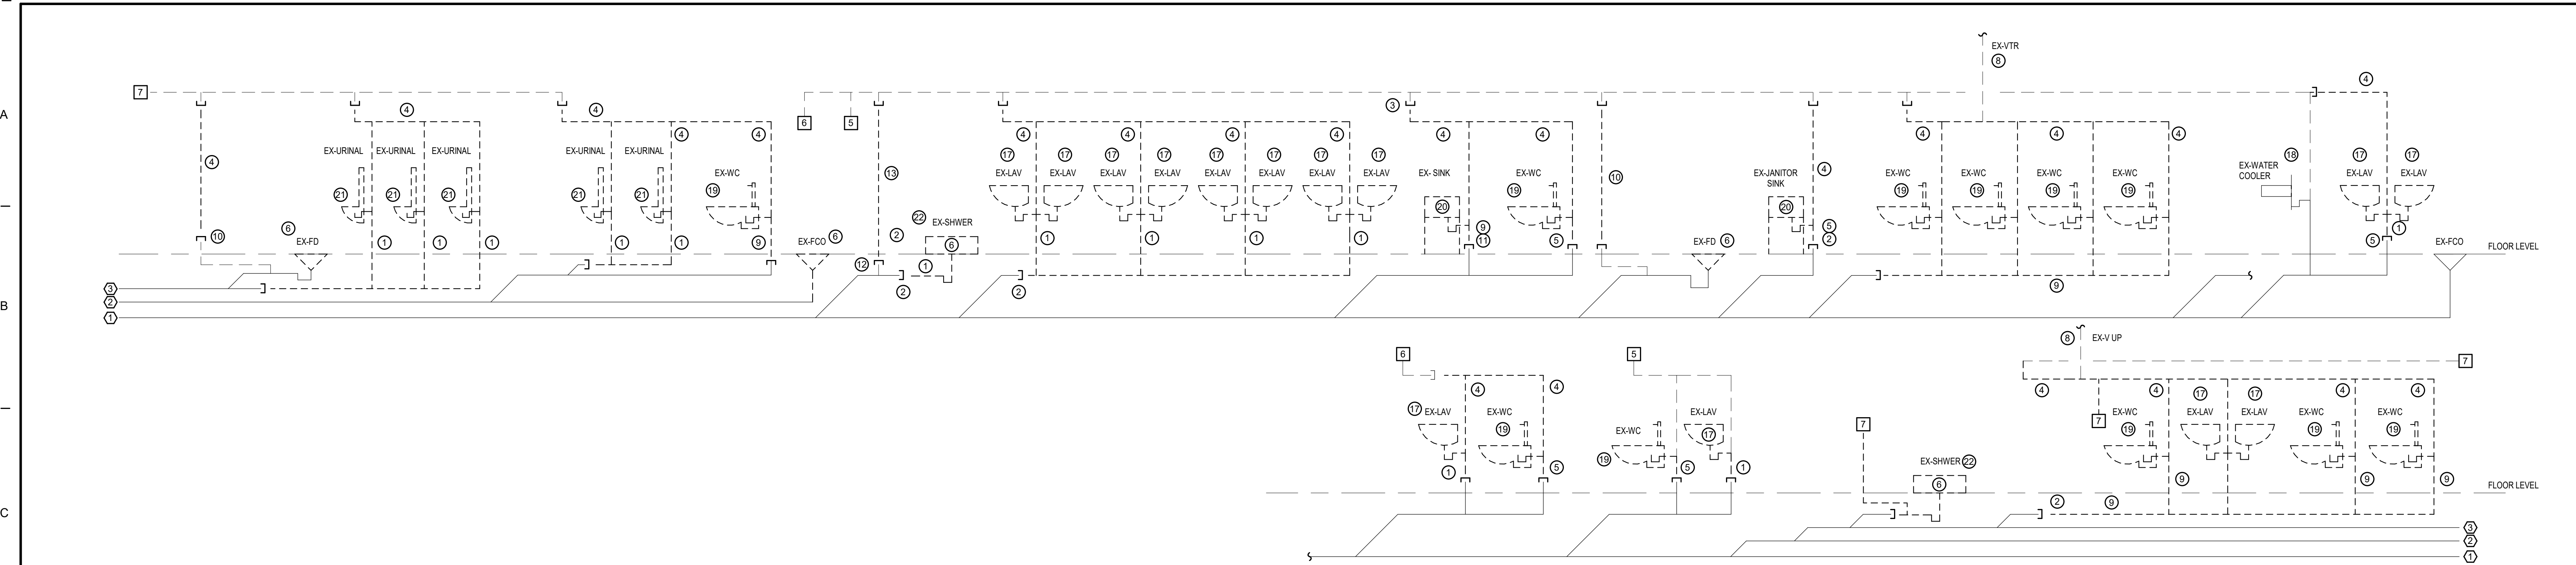 EX-VTR
8
7
4
4
4
3
A
6
5
4
4
4
4
4
4
4
4
4
4
4
4
EX-URINAL
EX-URINAL
EX-URINAL
EX-URINAL
EX-URINAL
4
17
17
17
17
17
17
17
17
18
17
17
EX-WC
13
EX-LAV
EX-LAV
EX-LAV
EX-LAV
EX-LAV
EX-LAV
EX-LAV
EX-LAV
EX- SINK
EX-WC
10
EX-JANITOR
SINK
4
EX-WC
EX-WC
EX-WC
EX-WC
EX-WATER
COOLER
EX-LAV
EX-LAV
21
21
21
21
21
19
19
19
19
19
19
20
20
22
EX-SHWER
10
6
EX-FD
1
1
1
1
1
9
EX-FCO
6
2
6
1
1
1
1
9
11
5
EX-FD
6
5
2
1
5
EX-FCO
FLOOR LEVEL
12
1
3
2
2
9
2
B
1
8
EX-V UP
6
5
7
4
4
4
4
4
4
17
EX-LAV
EX-WC
EX-LAV
7
7
EX-WC
17
17
EX-LAV
EX-LAV
EX-WC
EX-WC
19
EX-WC
17
19
19
19
19
1
5
5
1
EX-SHWER
22
6
9
9
9
FLOOR LEVEL
2
9
C
3
2
1